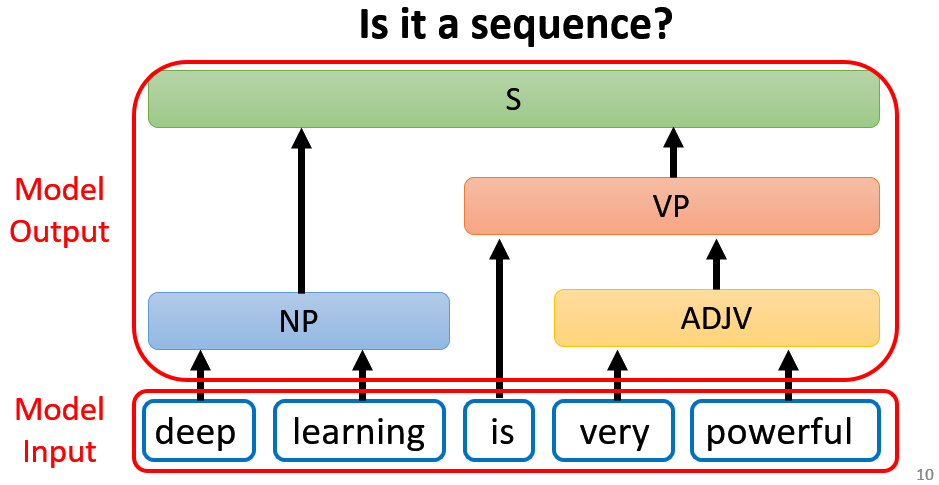 Is it a sequence?
S
Model
Output
VP
NP
ADJV
Model
Input
deep learning is very powerful
10